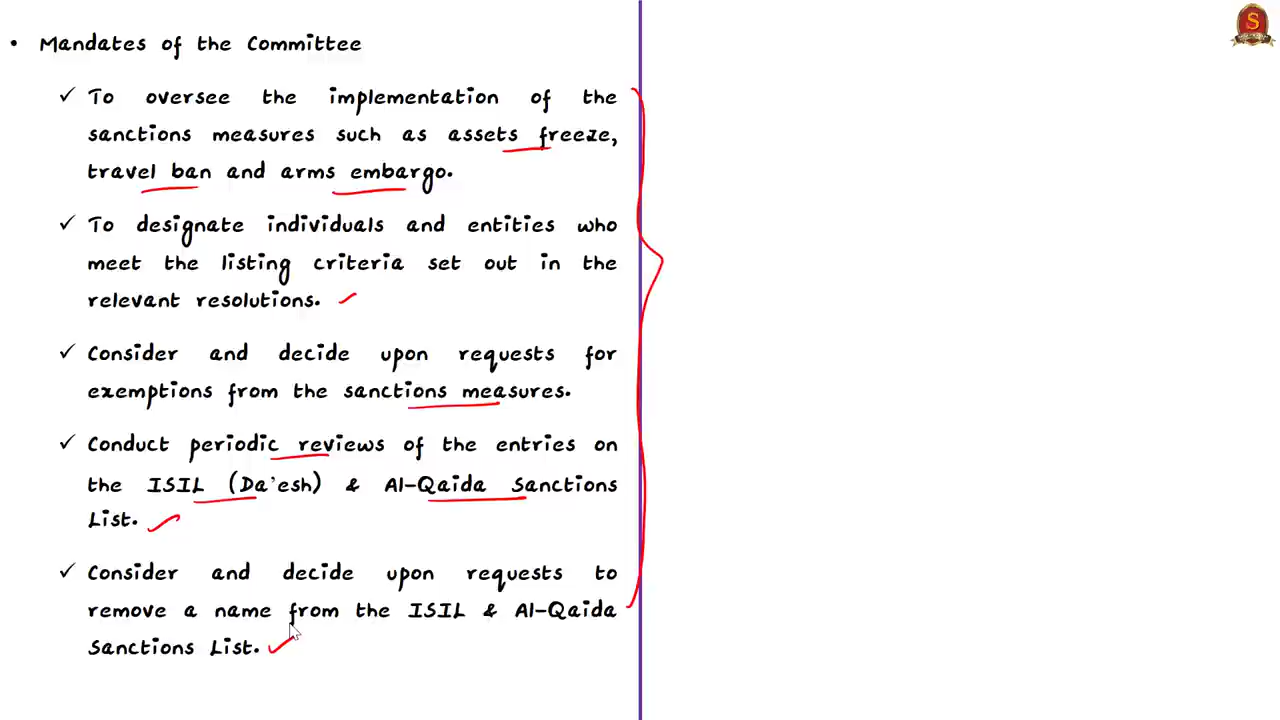 • Mandates of the Committee
✓ To oversee the implementation of the
sanctions measures such as assets freeze,
travel ban and arms embargo.
✓ To designate individuals and entities who
meet the listing criteria set out in the
relevant resolutions.
✓ Consider and decide upon requests for
exemptions from the sanctions measures.
✓ Conduct periodic reviews of the entries on
the ISIL (Da'esh) & Al-Qaida Sanctions
List.
✓ Consider and decide upon requests to
remove a name from the ISIL & Al-Qaida
Sanctions List.
S